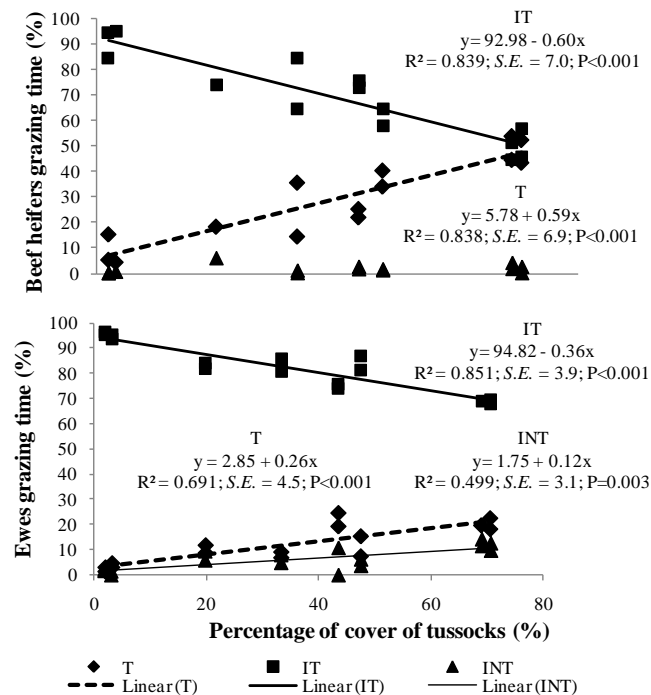 Beef heifers grazing time (%)
100
90
80
70
60
50
40
30
20
10
0
IT
y= 92.98 - 0.60x
R² = 0.839; S.E. = 7.0; P<0.001
T
y= 5.78 + 0.59x
R² = 0.838; S.E. = 6.9; P<0.001
Ewes grazing time (%)
100
90
80
70
60
50
40
30
20
10
0
IT
y= 94.82 - 0.36x
R² = 0.851; S.E. = 3.9; P<0.001
T
y = 2.85 + 0.26x
R² = 0.691; S.E. = 4.5; P<0.001
INT
y = 1.75 + 0.12x
R² = 0.499; S.E. = 3.1; P=0.003
0 20 40 60 80
Percentage of cover of tussocks (%)
T IT INT
Linear (T) Linear (IT) Linear (INT)